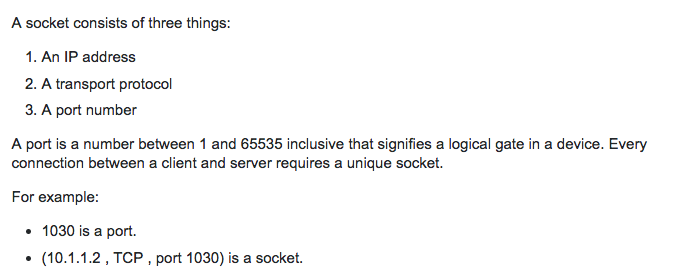 A socket consists of three things:
1. An IP address
2. A transport protocol
3. A port number
A port is a number between 1 and 65535 inclusive that signifies a logical gate in a device. Every
connection between a client and server requires a unique socket.
For example:
• 1030 is a port.
• (10.1.1.2 , TCP , port 1030) is a socket.